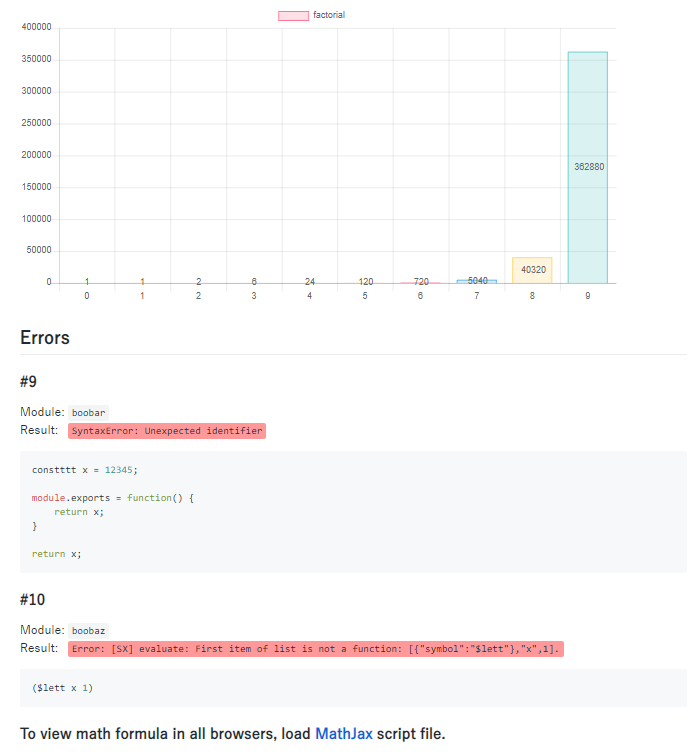 factorial
400000
350000
300000
250000
200000
150000
100000
50000
0
1 1 2 6 24 120 720 5040 40320 362880
0 1 2 3 4 5 6 7 8 9
Errors
#9
Module: boobar
Result: SyntaxError: Unexpected identifier
constttt x = 12345;
module.exports = function() {
return x;
}
return x;
#10
Module: boobaz
Result: Error: [SX] evaluate: First item of list is not a function: [{"symbol":"$lett"},"x",1].
($lett x 1)
To view math formula in all browsers, load MathJax script file.